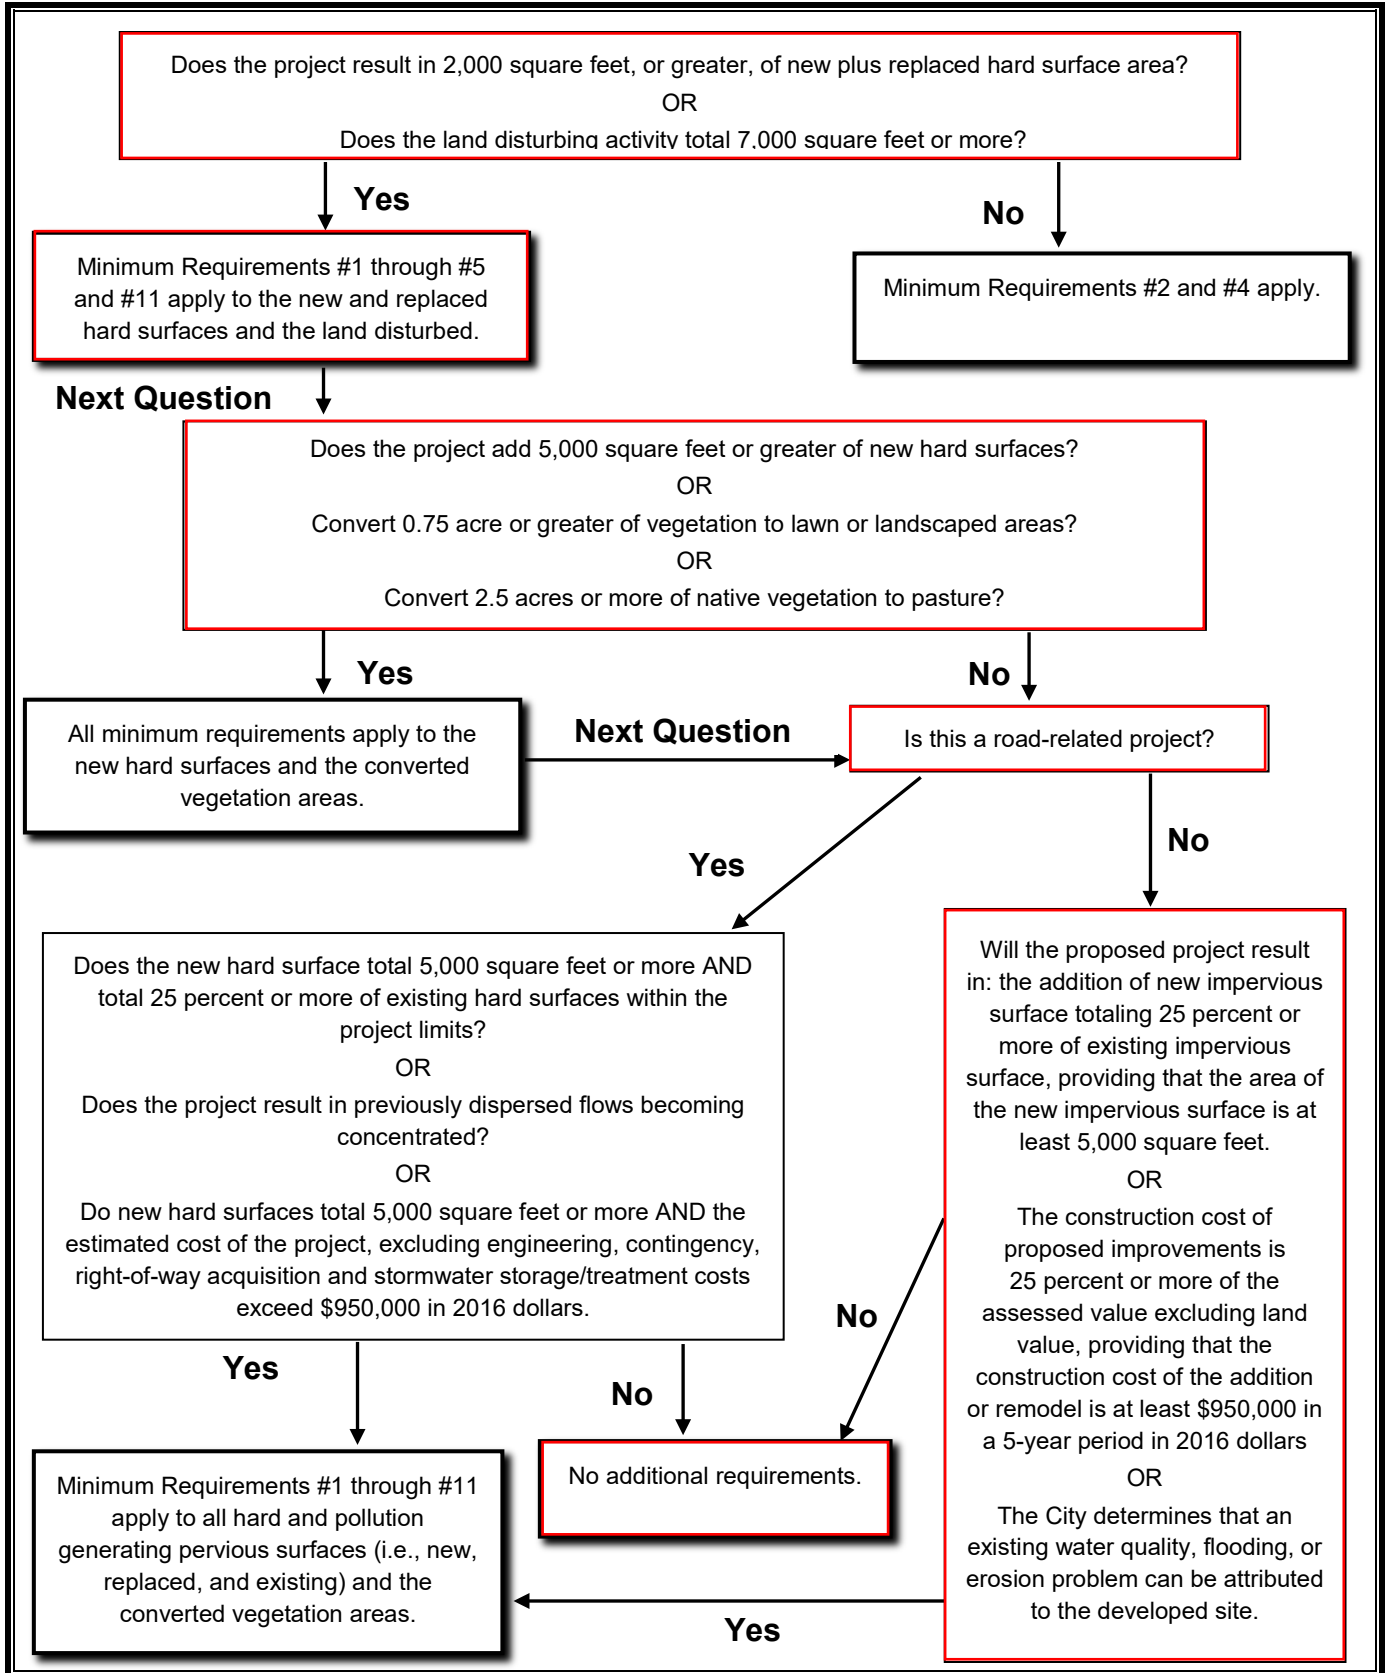 Does the project result in 2,000 square feet, or greater, of new plus replaced hard surface area?
OR
Does the land disturbing activity total 7,000 square feet or more?
Yes
No
Minimum Requirements #1 through #5
and #11 apply to the new and replaced
hard surfaces and the land disturbed.
Minimum Requirements #2 and #4 apply.
Next Question
Does the project add 5,000 square feet or greater of new hard surfaces?
OR
Convert 0.75 acre or greater of vegetation to lawn or landscaped areas?
OR
Convert 2.5 acres or more of native vegetation to pasture?
Yes
No
All minimum requirements apply to the
new hard surfaces and the converted
vegetation areas.
Next Question
Is this a road-related project?
Yes
No
Does the new hard surface total 5,000 square feet or more AND
total 25 percent or more of existing hard surfaces within the
project limits?
OR
Does the project result in previously dispersed flows becoming
concentrated?
OR
Do new hard surfaces total 5,000 square feet or more AND the
estimated cost of the project, excluding engineering, contingency,
right-of-way acquisition and stormwater storage/treatment costs
exceed $950,000 in 2016 dollars.
Will the proposed project result
in: the addition of new impervious
surface totaling 25 percent or
more of existing impervious
surface, providing that the area of
the new impervious surface is at
least 5,000 square feet.
OR
The construction cost of
proposed improvements is
25 percent or more of the
assessed value excluding land
value, providing that the
construction cost of the addition
or remodel is at least $950,000 in
a 5-year period in 2016 dollars
OR
The City determines that an
existing water quality, flooding, or
erosion problem can be attributed
to the developed site.
No
Yes
No
No additional requirements.
Minimum Requirements #1 through #11
apply to all hard and pollution
generating pervious surfaces (i.e., new,
replaced, and existing) and the
converted vegetation areas.
Yes